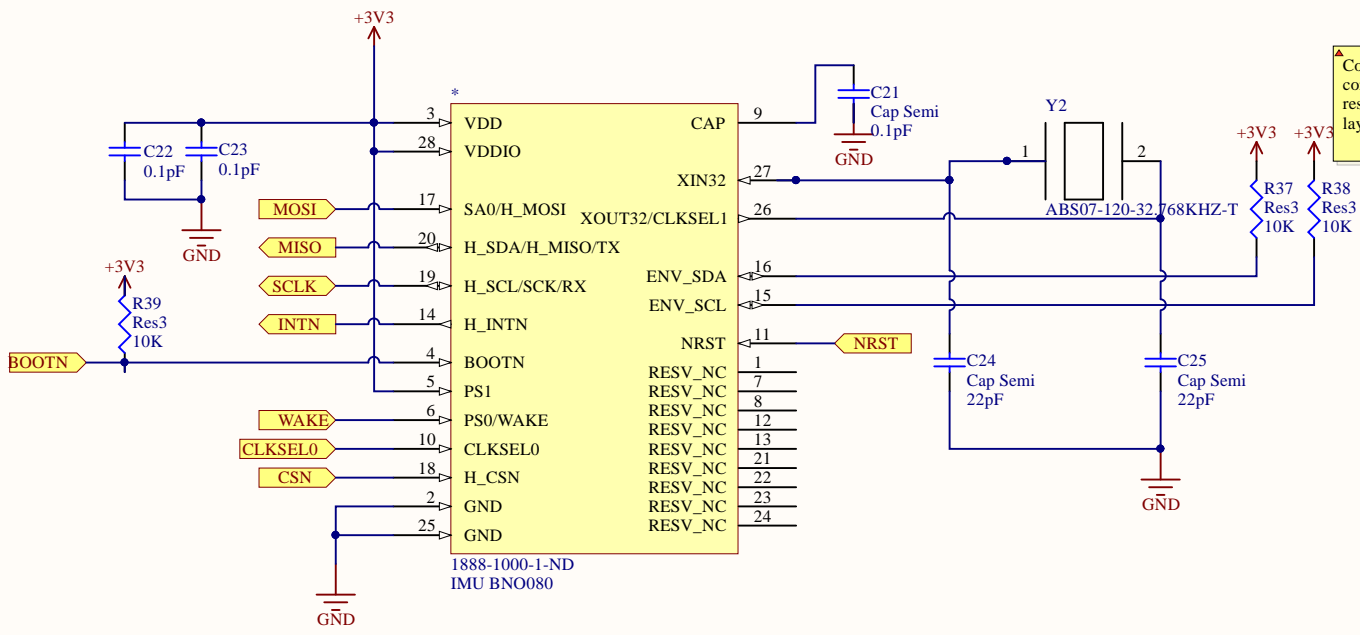 +3V3
*
3 VDD
28 VDDIO
17 SA0/H_MOSI
20 H_SDA/H_MISO/TX
19 H_SCL/SCK/RX
14 H_INTN
4 BOOTN
5 PS1
6 PS0/WAKE
10 CLKSEL0
18 H_CSN
2 GND
25 GND
CAP 9
XIN32 27
XOUT32/CLKSEL1 26
ENV_SDA 16
ENV_SCL 15
NRST 11
RESV_NC 1
RESV_NC 7
RESV_NC 8
RESV_NC 12
RESV_NC 13
RESV_NC 21
RESV_NC 22
RESV_NC 23
RESV_NC 24
1888-1000-1-ND
IMU BNO080
C22
0.1pF
C23
0.1pF
GND
MOSI
MISO
SCLK
INTN
+3V3
R39
Res3
10K
BOOTN
WAKE
CLKSEL0
CSN
GND
C21
Cap Semi
0.1pF
GND
Y2
1 2
ABS07-120-32.768KHZ-T
+3V3
R37
Res3
10K
+3V3
R38
Res3
10K
NRST
C24
Cap Semi
22pF
C25
Cap Semi
22pF
GND
Co
co
res
lay